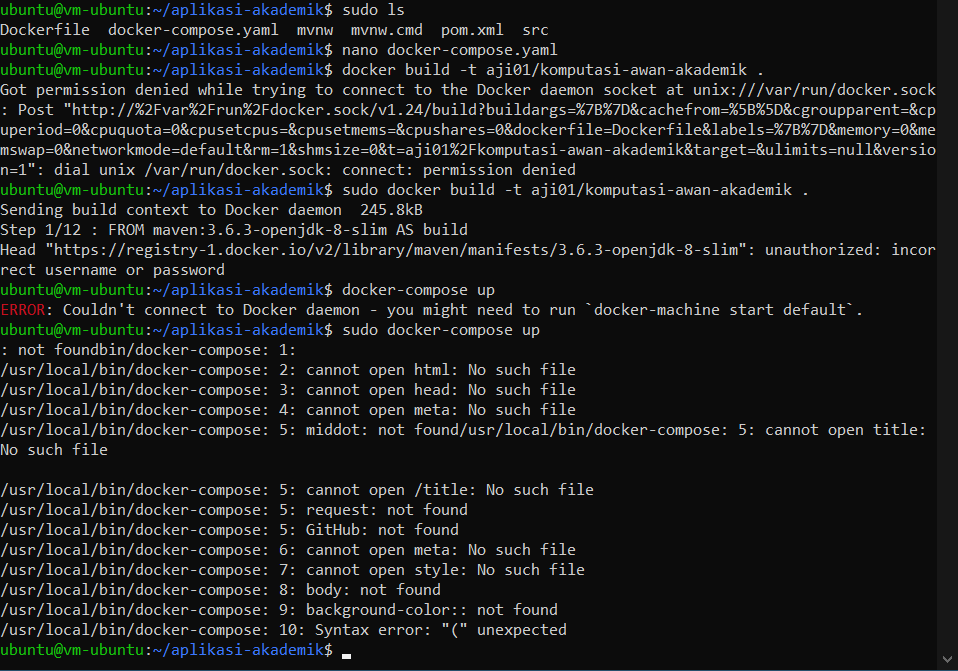 ubuntu@vm-ubuntu:~/aplikasi-akademik$ sudo ls
Dockerfile  docker-compose.yaml  mvnw  mvnw.cmd  pom.xml  src
ubuntu@vm-ubuntu:~/aplikasi-akademik$ nano docker-compose.yaml
ubuntu@vm-ubuntu:~/aplikasi-akademik$ docker build -t aji01/komputasi-awan-akademik .
Got permission denied while trying to connect to the Docker daemon socket at unix:///var/run/docker.sock
: Post "http://%2Fvar%2Frun%2Fdocker.sock/v1.24/build?buildargs=%7B%7D&cachefrom=%5B%5D&cgroupparent=&cp
uperiod=0&cpuquota=0&cpusetcpus=&cpusetmems=&cpushares=0&dockerfile=Dockerfile&labels=%7B%7D&memory=0&me
mswap=0&networkmode=default&rm=1&shmsize=0&t=aji01%2Fkomputasi-awan-akademik&target=&ulimits=null&versio
n=1": dial unix /var/run/docker.sock: connect: permission denied
ubuntu@vm-ubuntu:~/aplikasi-akademik$ sudo docker build -t aji01/komputasi-awan-akademik .
Sending build context to Docker daemon  245.8kB
Step 1/12 : FROM maven:3.6.3-openjdk-8-slim AS build
Head "https://registry-1.docker.io/v2/library/maven/manifests/3.6.3-openjdk-8-slim": unauthorized: incor
rect username or password
ubuntu@vm-ubuntu:~/aplikasi-akademik$ docker-compose up
ERROR: Couldn't connect to Docker daemon - you might need to run `docker-machine start default`.
ubuntu@vm-ubuntu:~/aplikasi-akademik$ sudo docker-compose up
: not foundbin/docker-compose: 1:
/usr/local/bin/docker-compose: 2: cannot open html: No such file
/usr/local/bin/docker-compose: 3: cannot open head: No such file
/usr/local/bin/docker-compose: 4: cannot open meta: No such file
/usr/local/bin/docker-compose: 5: middot: not found/usr/local/bin/docker-compose: 5: cannot open title:
No such file
/usr/local/bin/docker-compose: 5: cannot open /title: No such file
/usr/local/bin/docker-compose: 5: request: not found
/usr/local/bin/docker-compose: 5: GitHub: not found
/usr/local/bin/docker-compose: 6: cannot open meta: No such file
/usr/local/bin/docker-compose: 7: cannot open style: No such file
/usr/local/bin/docker-compose: 8: body: not found
/usr/local/bin/docker-compose: 9: background-color:: not found
/usr/local/bin/docker-compose: 10: Syntax error: "(" unexpected
ubuntu@vm-ubuntu:~/aplikasi-akademik$